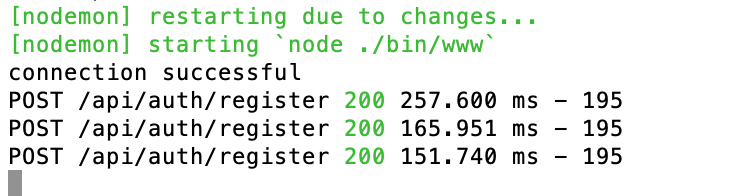 [nodemon] restarting due to changes...
[nodemon] starting `node ./bin/www`
connection successful
POST /api/auth/register 200 257.600 ms - 195
POST /api/auth/register 200 165.951 ms - 195
POST /api/auth/register 200 151.740 ms - 195